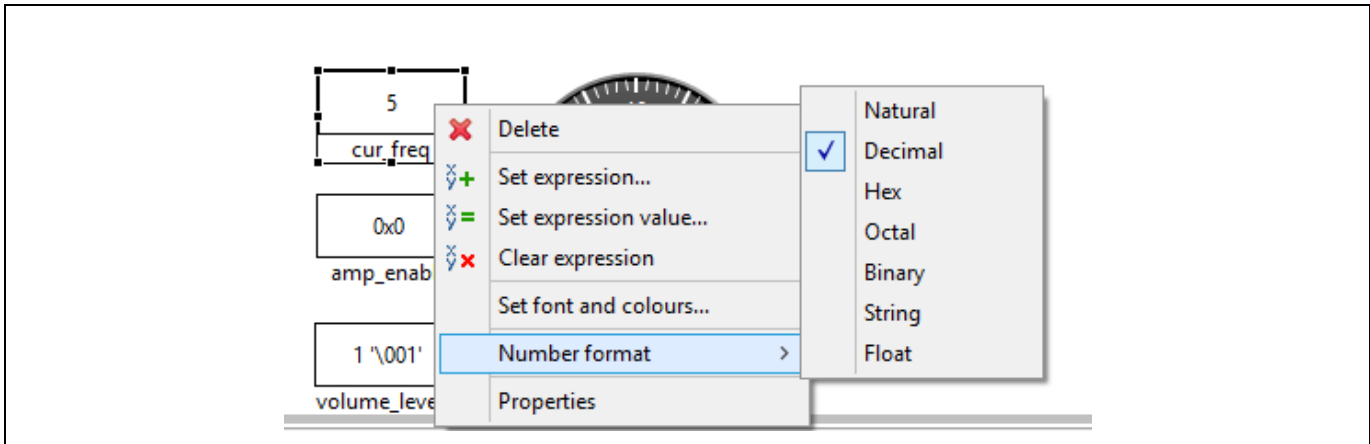 5
cur_freq
0x0
amp_enab
1 '\001'
volume_leve
Delete
Set expression...
Set expression value...
Clear expression
Set font and colours...
Number format
Properties
Natural
Decimal
Hex
Octal
Binary
String
Float